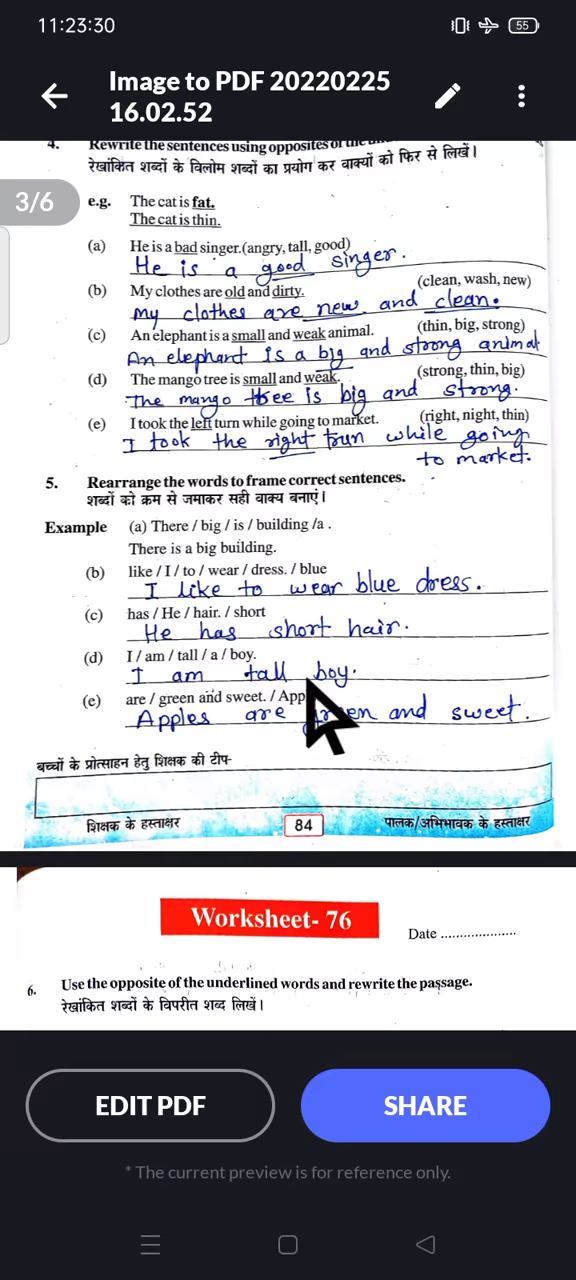 11:23:30
55
Image to PDF 20220225
16.02.52
3/6
4. Rewrite the sentences using opposites of the
रेखांकित शब्दों के विलोम शब्दों का प्रयोग कर वाक्यों को फिर से लिखें।
e.g. The cat is fat.
The cat is thin.
(a) He is a bad singer.(angry, tall, good)
He is a good singer.
(b) My clothes are old and dirty. (clean, wash, new)
My clothes are new and clean.
(c) An elephant is a small and weak animal. (thin, big, strong)
An elephant is a big and strong animal
(d) The mango tree is small and weak. (strong, thin, big)
The mango tree is big and strong.
(e) I took the left turn while going to market. (right, night, thin)
I took the right trun while going
to market.
5. Rearrange the words to frame correct sentences.
शब्दों को क्रम से जमाकर सही वाक्य बनाएं।
Example (a) There / big / is / building /a .
There is a big building.
(b) like / I / to / wear / dress. / blue
I like to wear blue dress.
(c) has / He / hair. / short
He has short hair.
(d) I / am / tall / a / boy.
I am tall boy.
(e) are / green and sweet. / App
Apples are green and sweet.
बच्चों के प्रोत्साहन हेतु शिक्षक की टीप-
शिक्षक के हस्ताक्षर 84 पालक/अभिभावक के हस्ताक्षर
Worksheet- 76
Date ....................
6. Use the opposite of the underlined words and rewrite the passage.
रेखांकित शब्दों के विपरीत शब्द लिखें।
EDIT PDF
SHARE
* The current preview is for reference only.